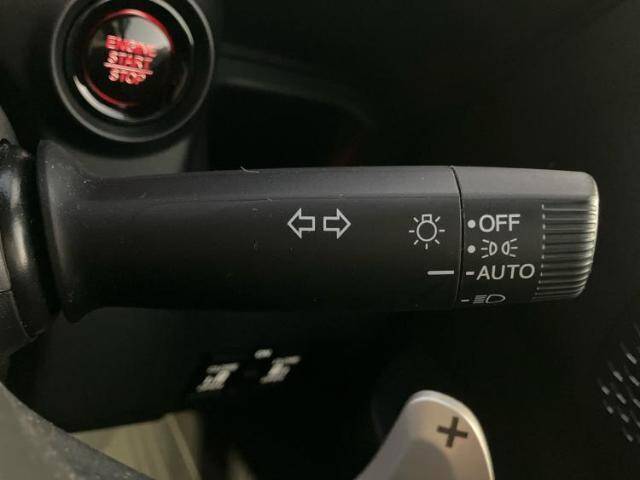 ENGINE
START
STOP
OFF
AUTO
+